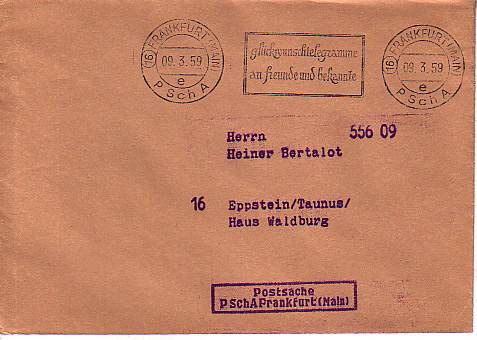 (16) FRANKFURT (MAIN)
09.3.59
e
PSchA
glückwunschtelegramme
an freunde und bekannte
(16) FRANKFURT (MAIN)
09.3.59
e
PSchA
Herrn 556 09
Heiner Bertalot
16 Eppstein/Taunus/
Haus Waldburg
Postsache
PSchAFrankfurt(Main)